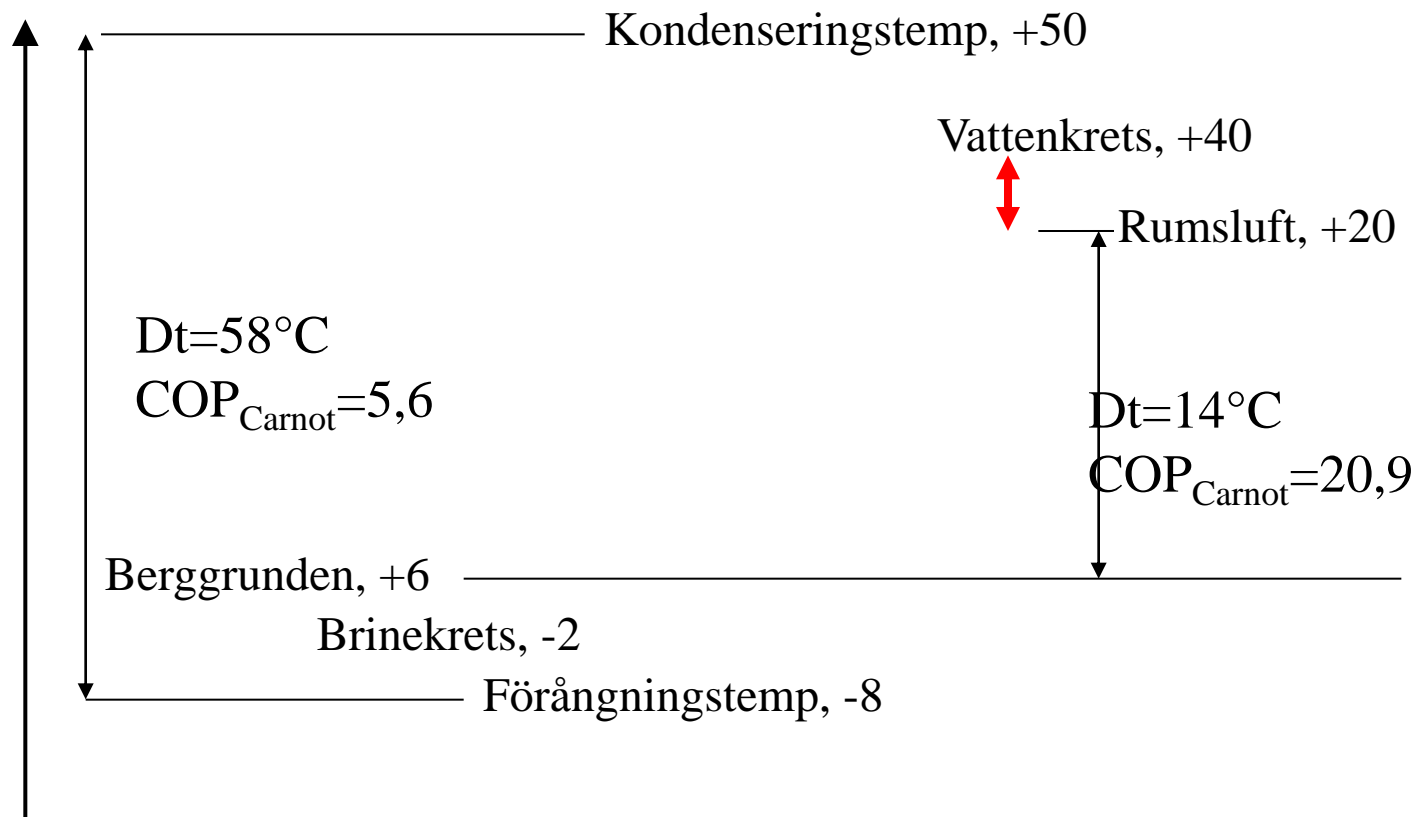 Kondenseringstemp, +50
Vattenkrets, +40
Rumsluft, +20
Dt=58°C
COPCarnot=5,6
Dt=14°C
COPCarnot=20,9
Berggrunden, +6
Brinekrets, -2
Förångningstemp, -8